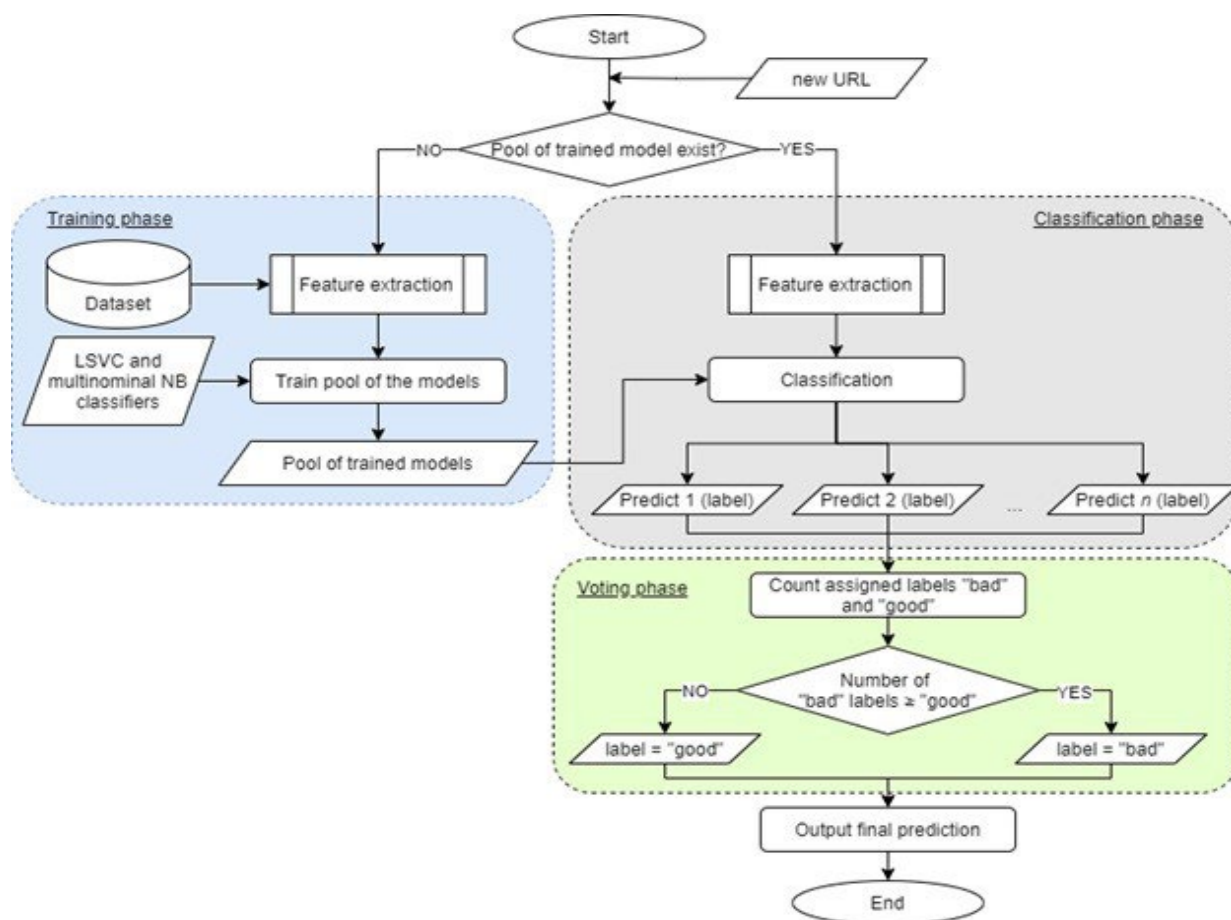 Start
new URL
Pool of trained model exist?
NO
YES
Training phase
Dataset
Feature extraction
LSVC and
multinominal NB
classifiers
Train pool of the models
Pool of trained models
Classification phase
Feature extraction
Classification
Predict 1 (label)
Predict 2 (label)
...
Predict n (label)
Voting phase
Count assigned labels "bad"
and "good"
Number of
"bad" labels ≥ "good"
NO
YES
label = "good"
label = "bad"
Output final prediction
End